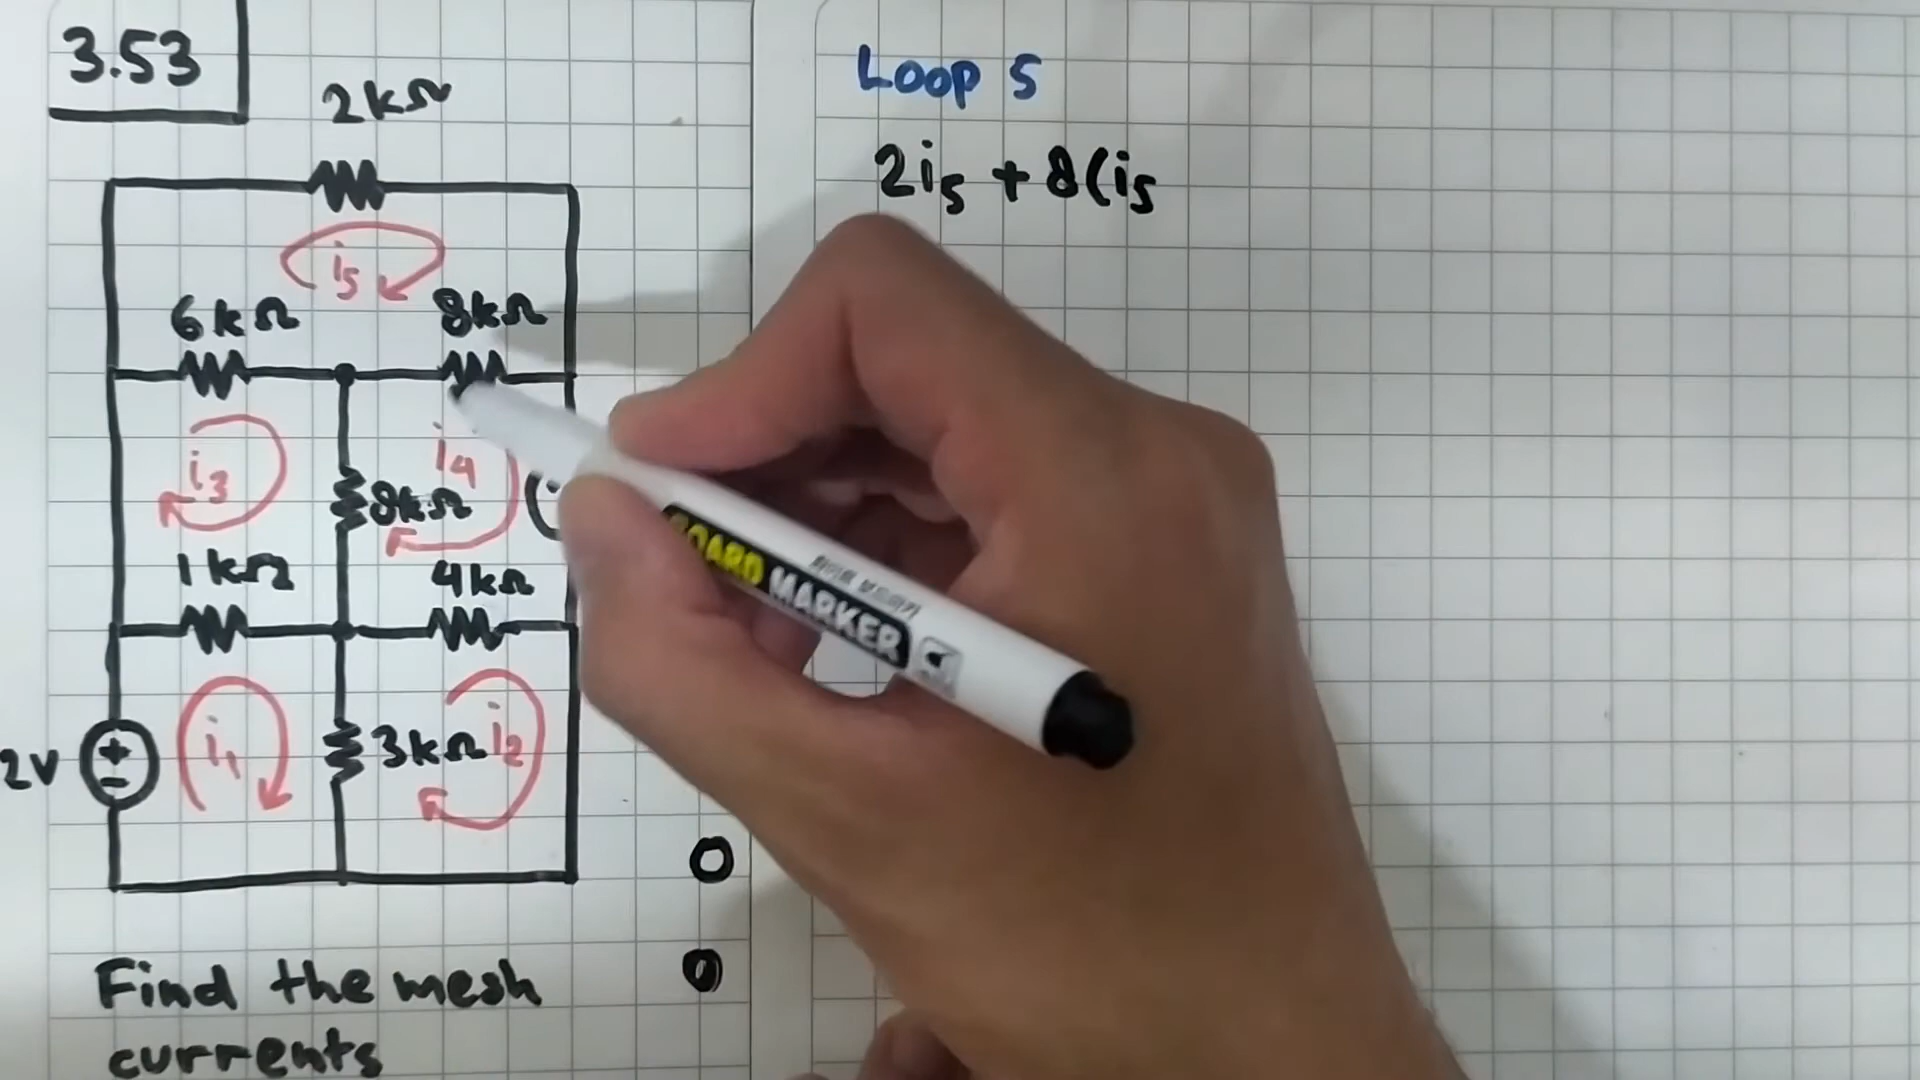 3.53
2kΩ
i5
6kΩ
8kΩ
i3
i4
8kΩ
1kΩ
4kΩ
2V
i1
3kΩ
i2
0
0
Find the mesh
currents
Loop 5
2i5 + 8(i5
BOARD MARKER